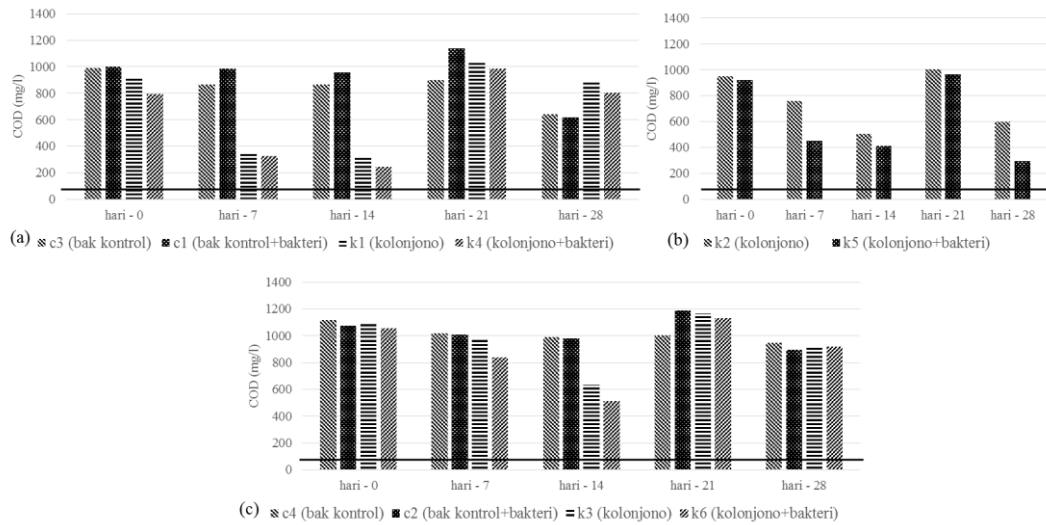 1400
1200
1000
800
600
400
200
0
COD (mg/l)
hari - 0 hari - 7 hari - 14 hari - 21 hari - 28
(a) c3 (bak kontrol) c1 (bak kontrol+bakteri) k1 (kolonjono) k4 (kolonjono+bakteri)
1400
1200
1000
800
600
400
200
0
COD (mg/l)
hari - 0 hari - 7 hari - 14 hari - 21 hari - 28
(b) k2 (kolonjono) k5 (kolonjono+bakteri)
1400
1200
1000
800
600
400
200
0
COD (mg/l)
hari - 0 hari - 7 hari - 14 hari - 21 hari - 28
(c) c4 (bak kontrol) c2 (bak kontrol+bakteri) k3 (kolonjono) k6 (kolonjono+bakteri)